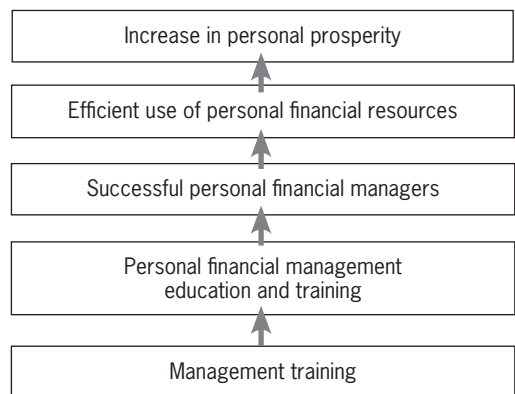 Increase in personal prosperity
Efficient use of personal financial resources
Successful personal financial managers
Personal financial management
education and training
Management training